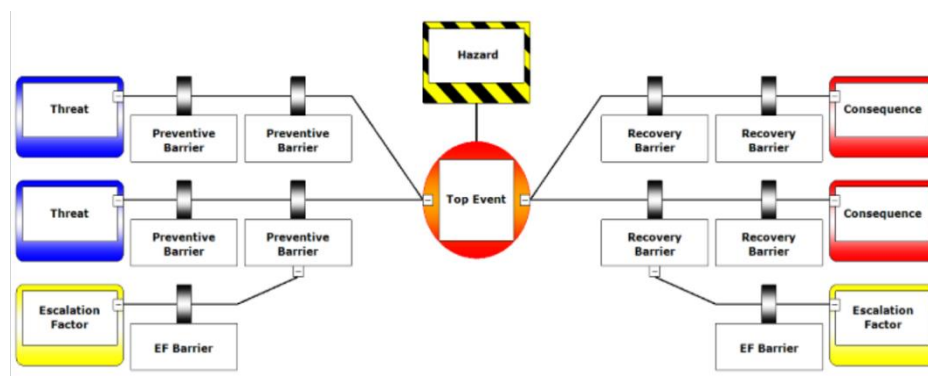 Hazard
Threat
Preventive
Barrier
Preventive
Barrier
Recovery
Barrier
Recovery
Barrier
Consequence
Top Event
Threat
Preventive
Barrier
Preventive
Barrier
Recovery
Barrier
Recovery
Barrier
Consequence
Escalation
Factor
EF Barrier
EF Barrier
Escalation
Factor